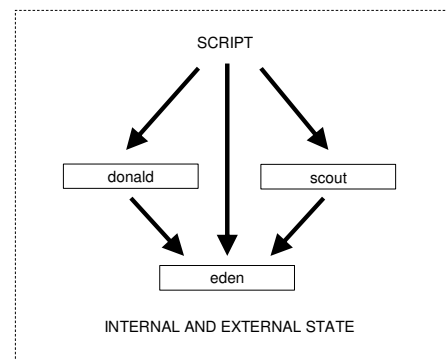 SCRIPT
donald
scout
eden
INTERNAL AND EXTERNAL STATE